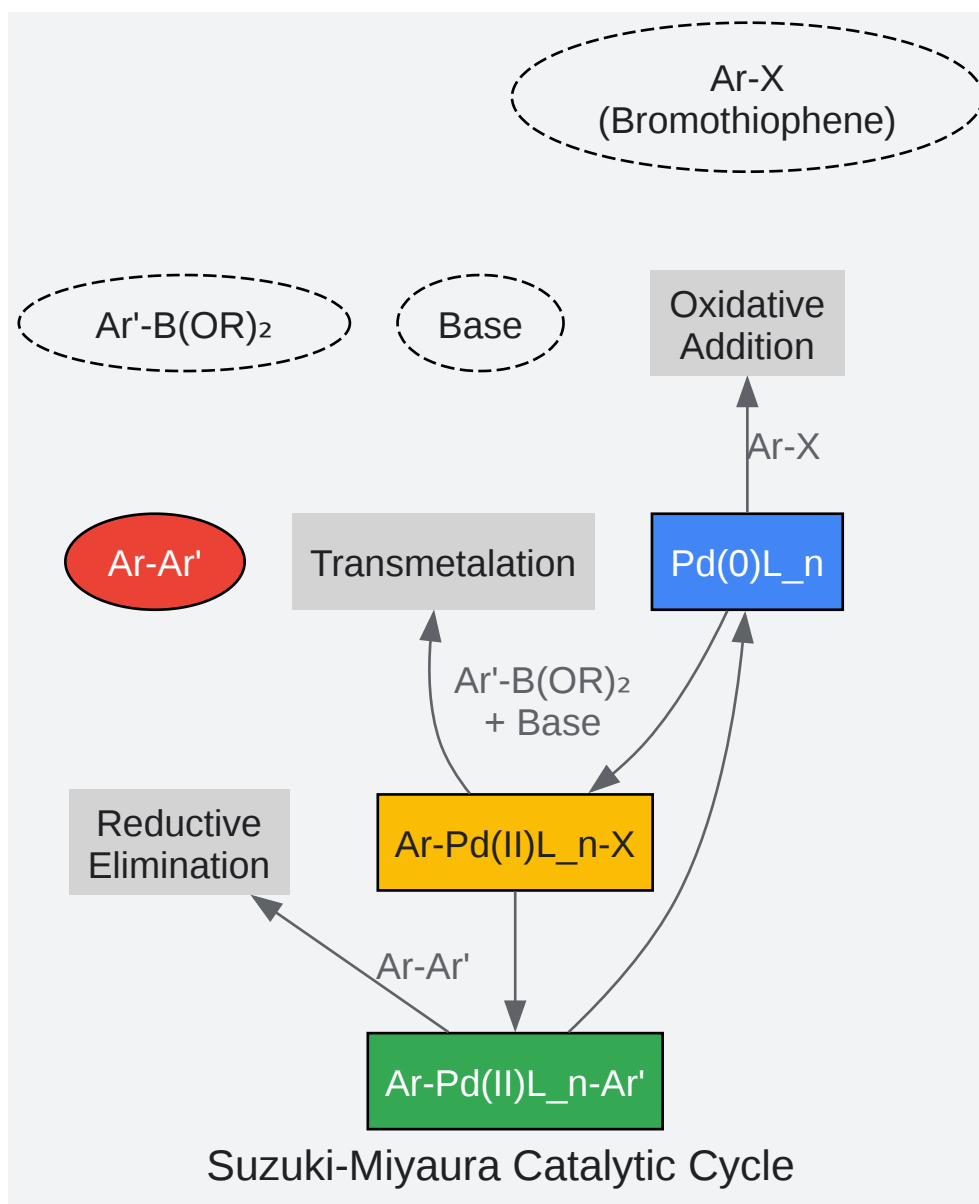 Ar-X
(Bromothiophene)
Ar'-B(OR)₂
Base
Oxidative
Addition
Ar-X
Ar-Ar'
Transmetalation
Pd(0)L_n
Ar'-B(OR)₂
+ Base
Reductive
Elimination
Ar-Pd(II)L_n-X
Ar-Ar'
Ar-Pd(II)L_n-Ar'
Suzuki-Miyaura Catalytic Cycle